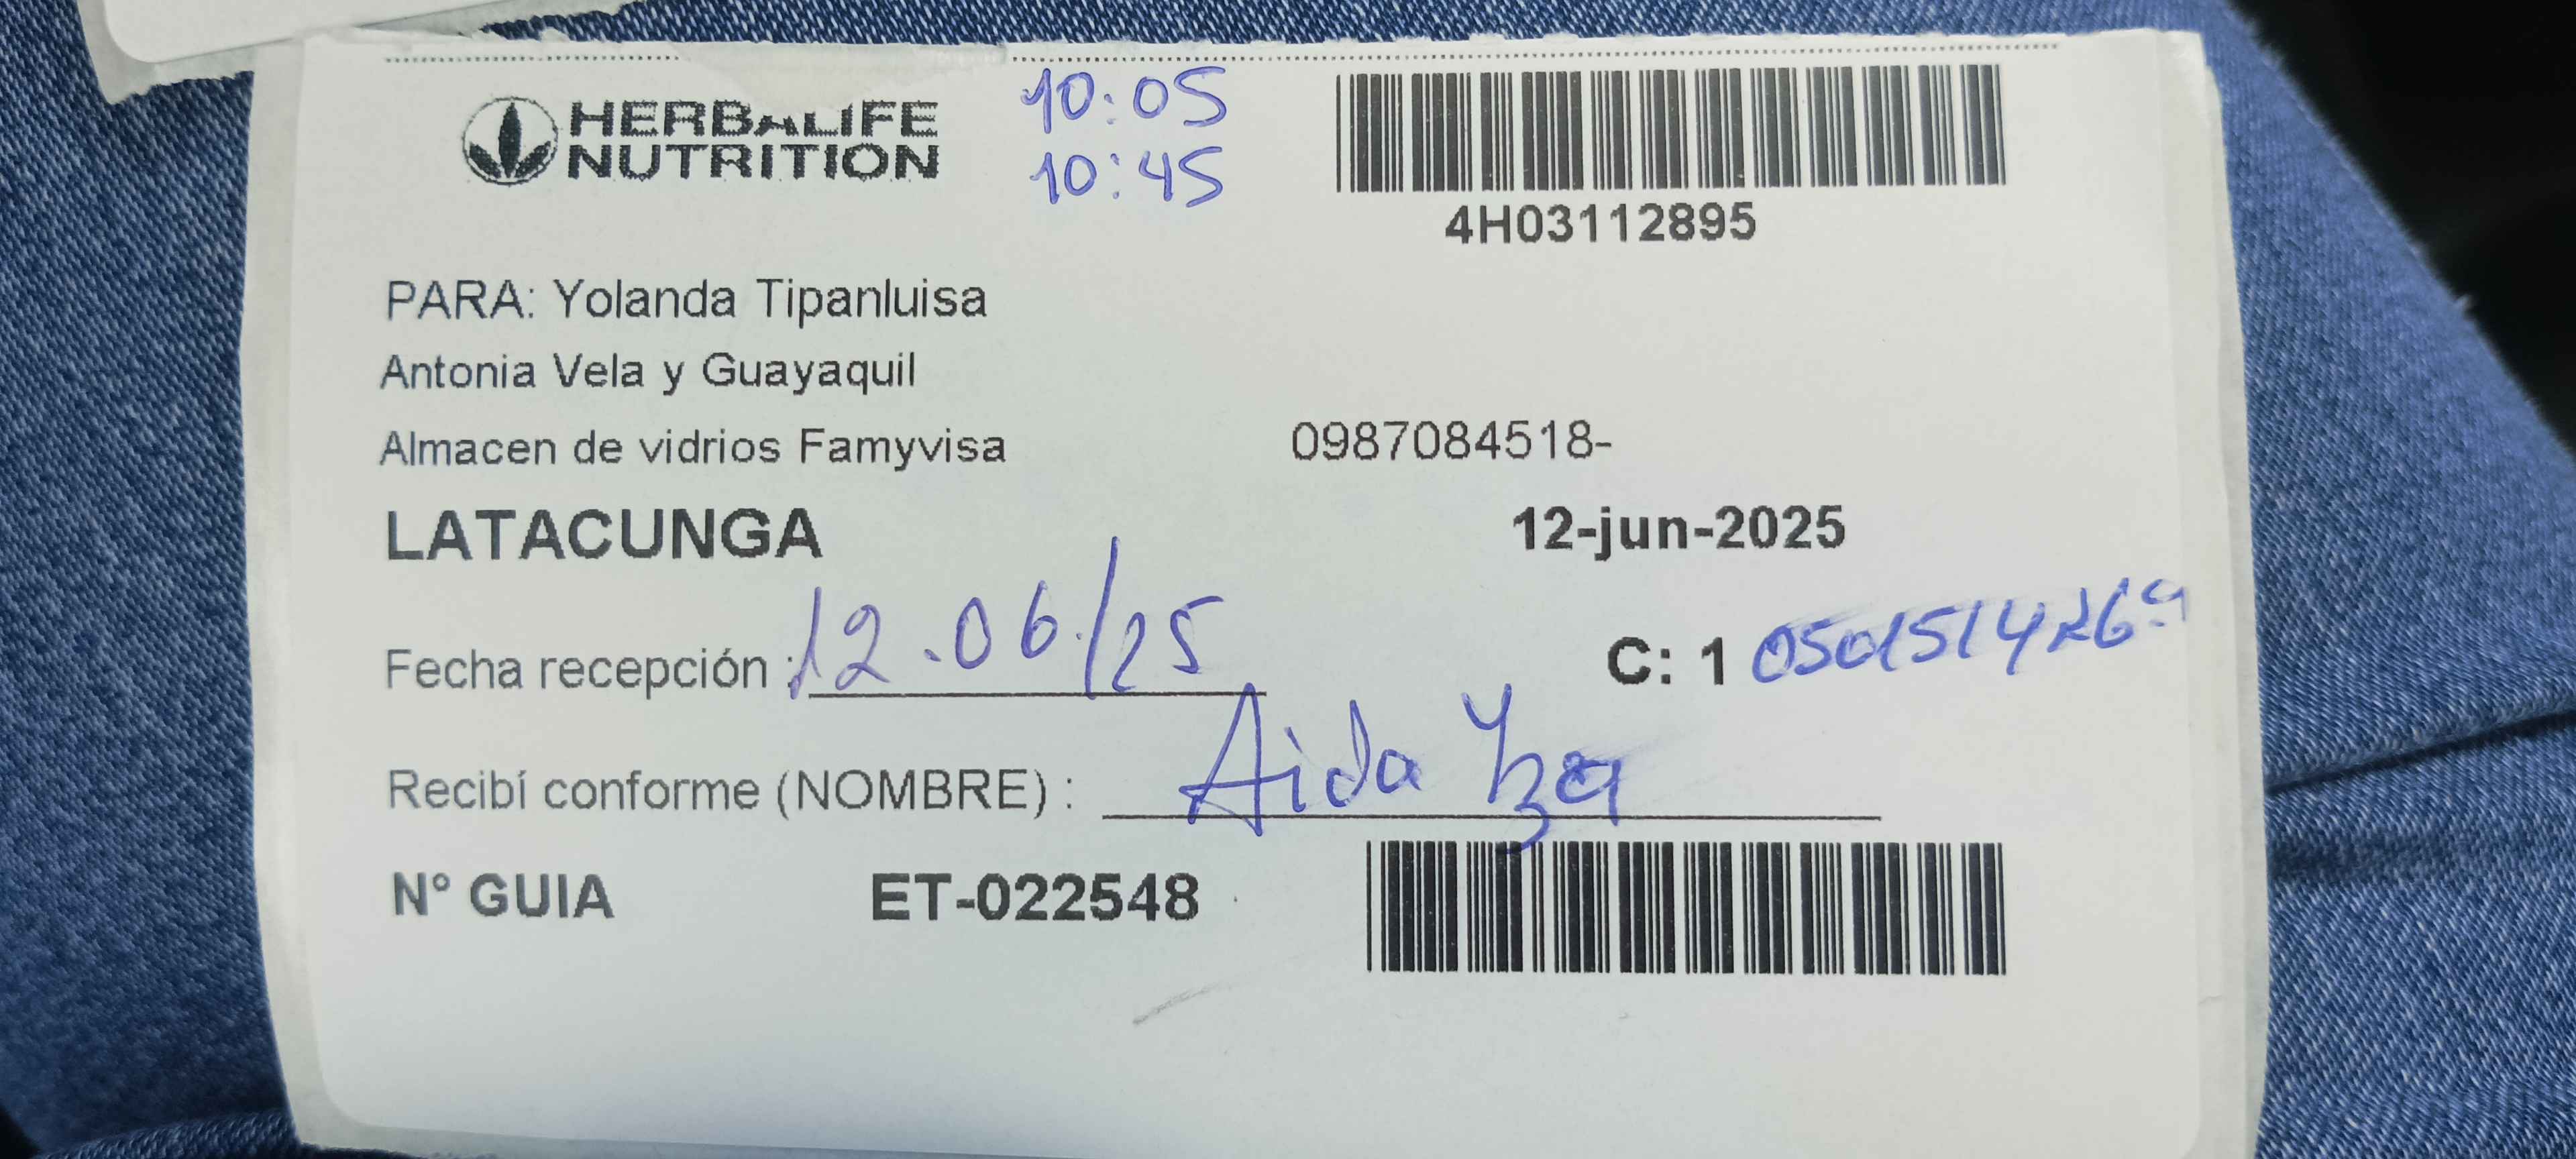 HERBALIFE
NUTRITION
10:05
10:45
4H03112895
PARA: Yolanda Tipanluisa
Antonia Vela y Guayaquil
Almacen de vidrios Famyvisa 0987084518-
LATACUNGA 12-jun-2025
Fecha recepción : 12.06/25 C: 1
Recibí conforme (NOMBRE) : Aida Iza
N° GUIA ET-022548